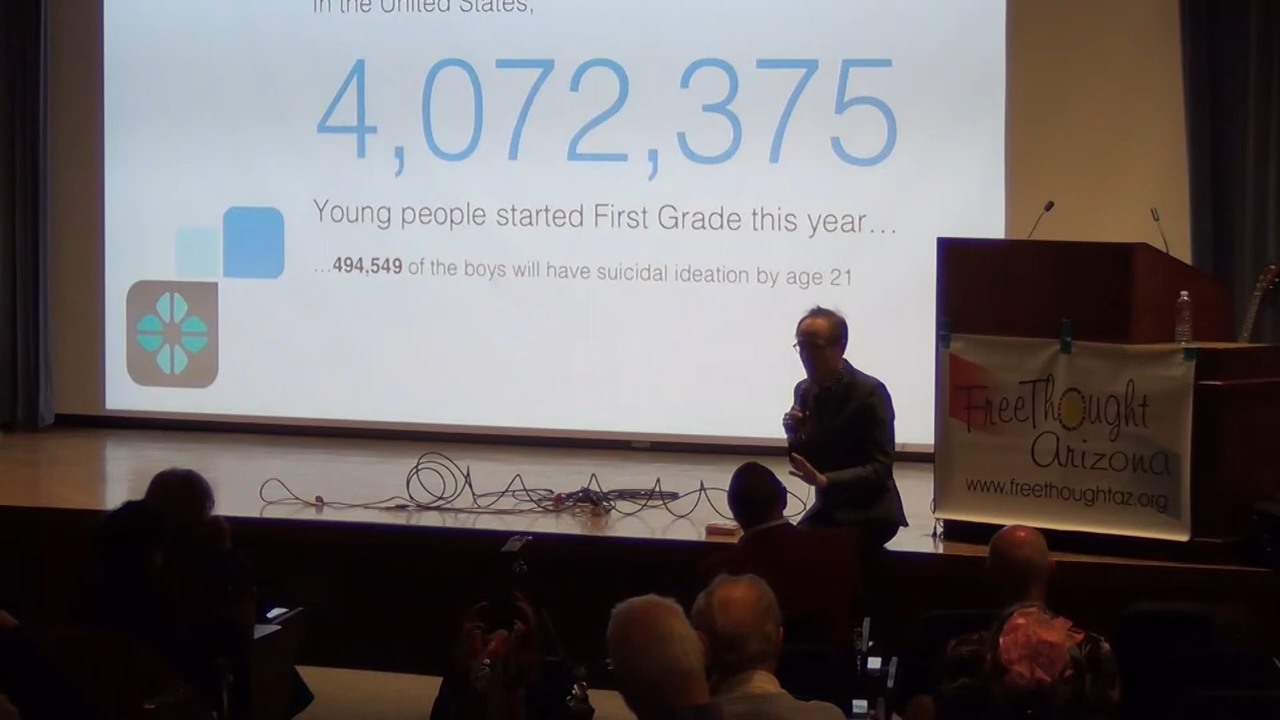 in the United States,
4,072,375
Young people started First Grade this year…
…494,549 of the boys will have suicidal ideation by age 21
FreeThought
Arizona
www.freethoughtaz.org